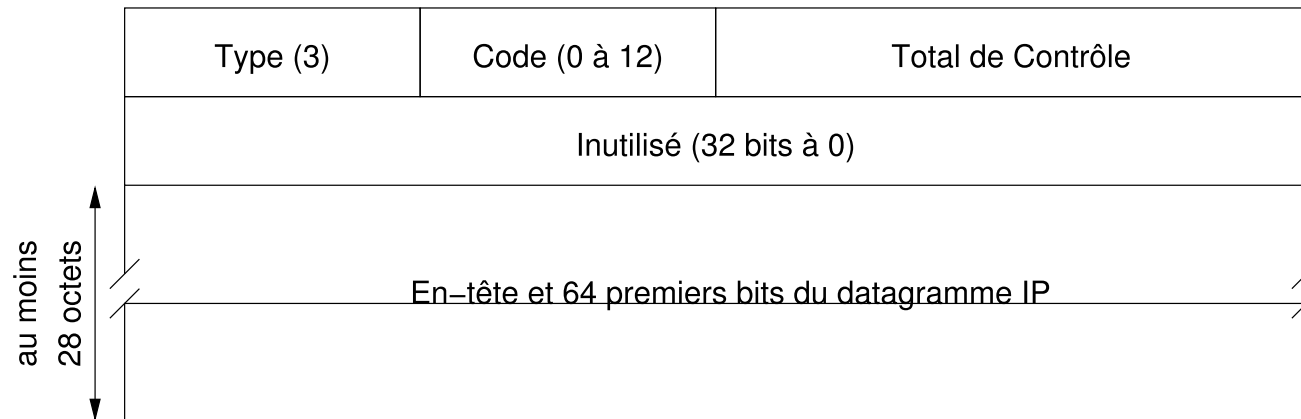 Type (3)
Code (0 à 12)
Total de Contrôle
Inutilisé (32 bits à 0)
au moins
28 octets
En−tête et 64 premiers bits du datagramme IP